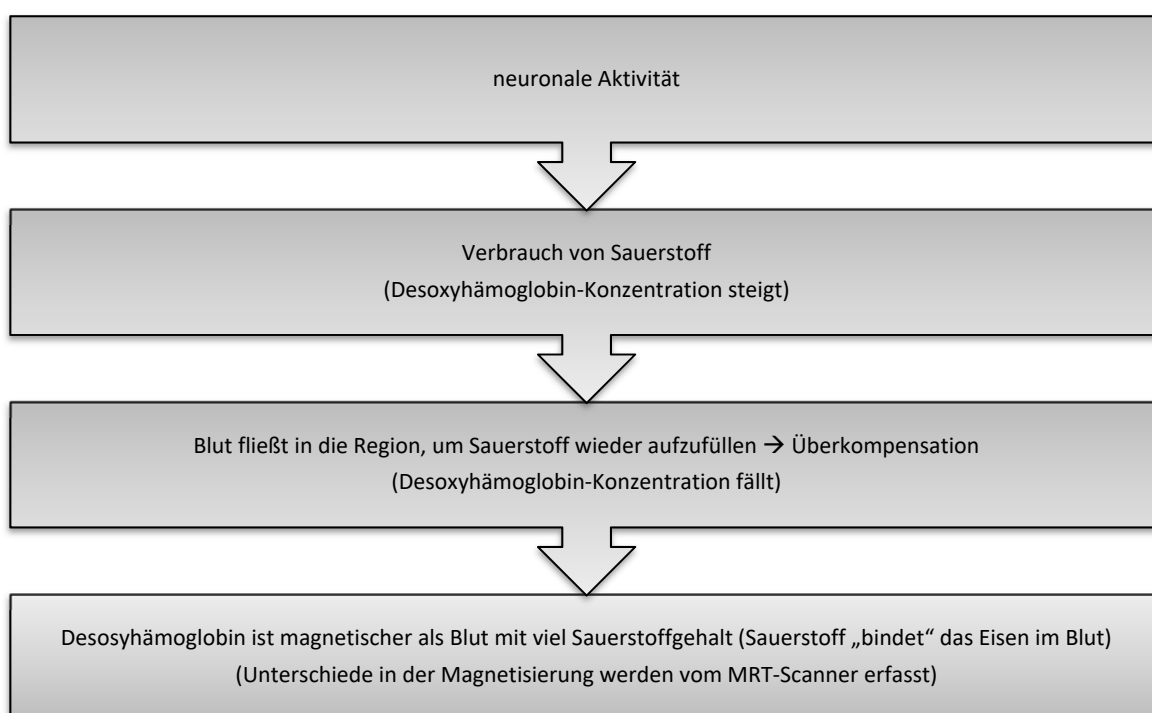 neuronale Aktivität
Verbrauch von Sauerstoff
(Desoxyhämoglobin-Konzentration steigt)
Blut fließt in die Region, um Sauerstoff wieder aufzufüllen → Überkompensation
(Desoxyhämoglobin-Konzentration fällt)
Desosyhämoglobin ist magnetischer als Blut mit viel Sauerstoffgehalt (Sauerstoff „bindet“ das Eisen im Blut)
(Unterschiede in der Magnetisierung werden vom MRT-Scanner erfasst)